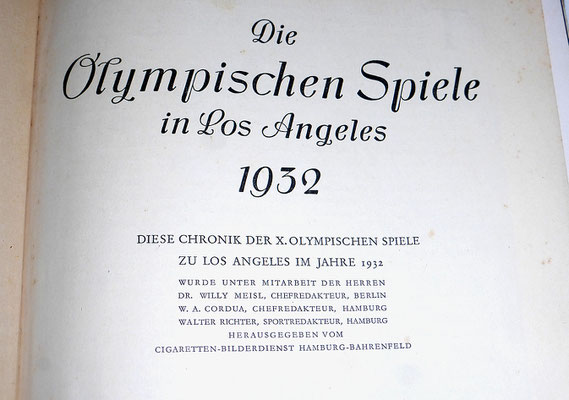 Die
Olympischen Spiele
in Los Angeles
1932
DIESE CHRONIK DER X. OLYMPISCHEN SPIELE
ZU LOS ANGELES IM JAHRE 1932
WURDE UNTER MITARBEIT DER HERREN
DR. WILLY MEISL, CHEFREDAKTEUR, BERLIN
W. A. CORDUA, CHEFREDAKTEUR, HAMBURG
WALTER RICHTER, SPORTREDAKTEUR, HAMBURG
HERAUSGEGEBEN VOM
CIGARETTEN-BILDERDIENST HAMBURG-BAHRENFELD